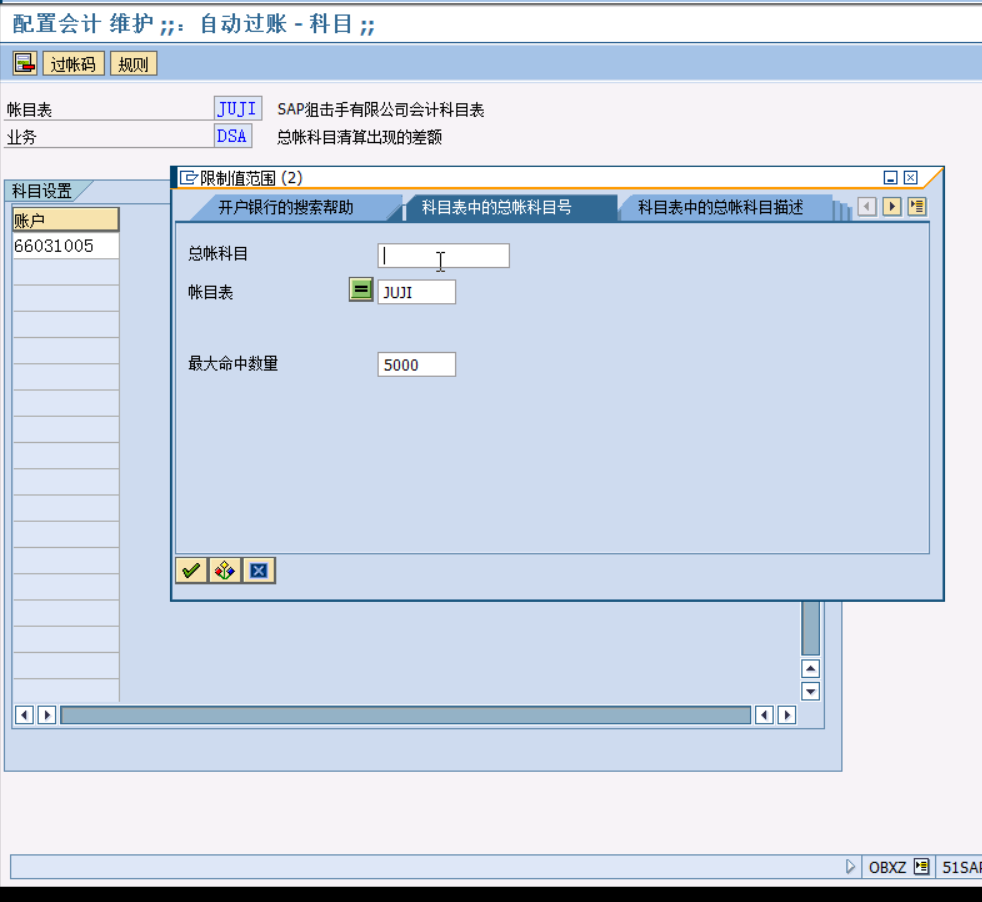 配置会计 维护 ;;: 自动过账 - 科目 ;;
过帐码 规则
帐目表 JUJI SAP狙击手有限公司会计科目表
业务 DSA 总帐科目清算出现的差额
科目设置
账户
66031005
限制值范围 (2)
开户银行的搜索帮助 科目表中的总帐科目号 科目表中的总帐科目描述
总帐科目
帐目表 JUJI
最大命中数量 5000
OBXZ 51SAP